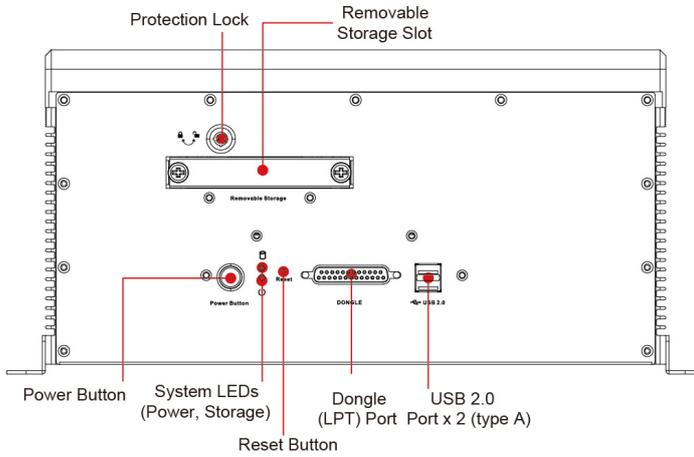 Protection Lock
Removable
Storage Slot
Removable Storage
Reset
Power Button
DONGLE
USB 2.0
Power Button
System LEDs
(Power, Storage)
Dongle
(LPT) Port
USB 2.0
Port x 2 (type A)
Reset Button